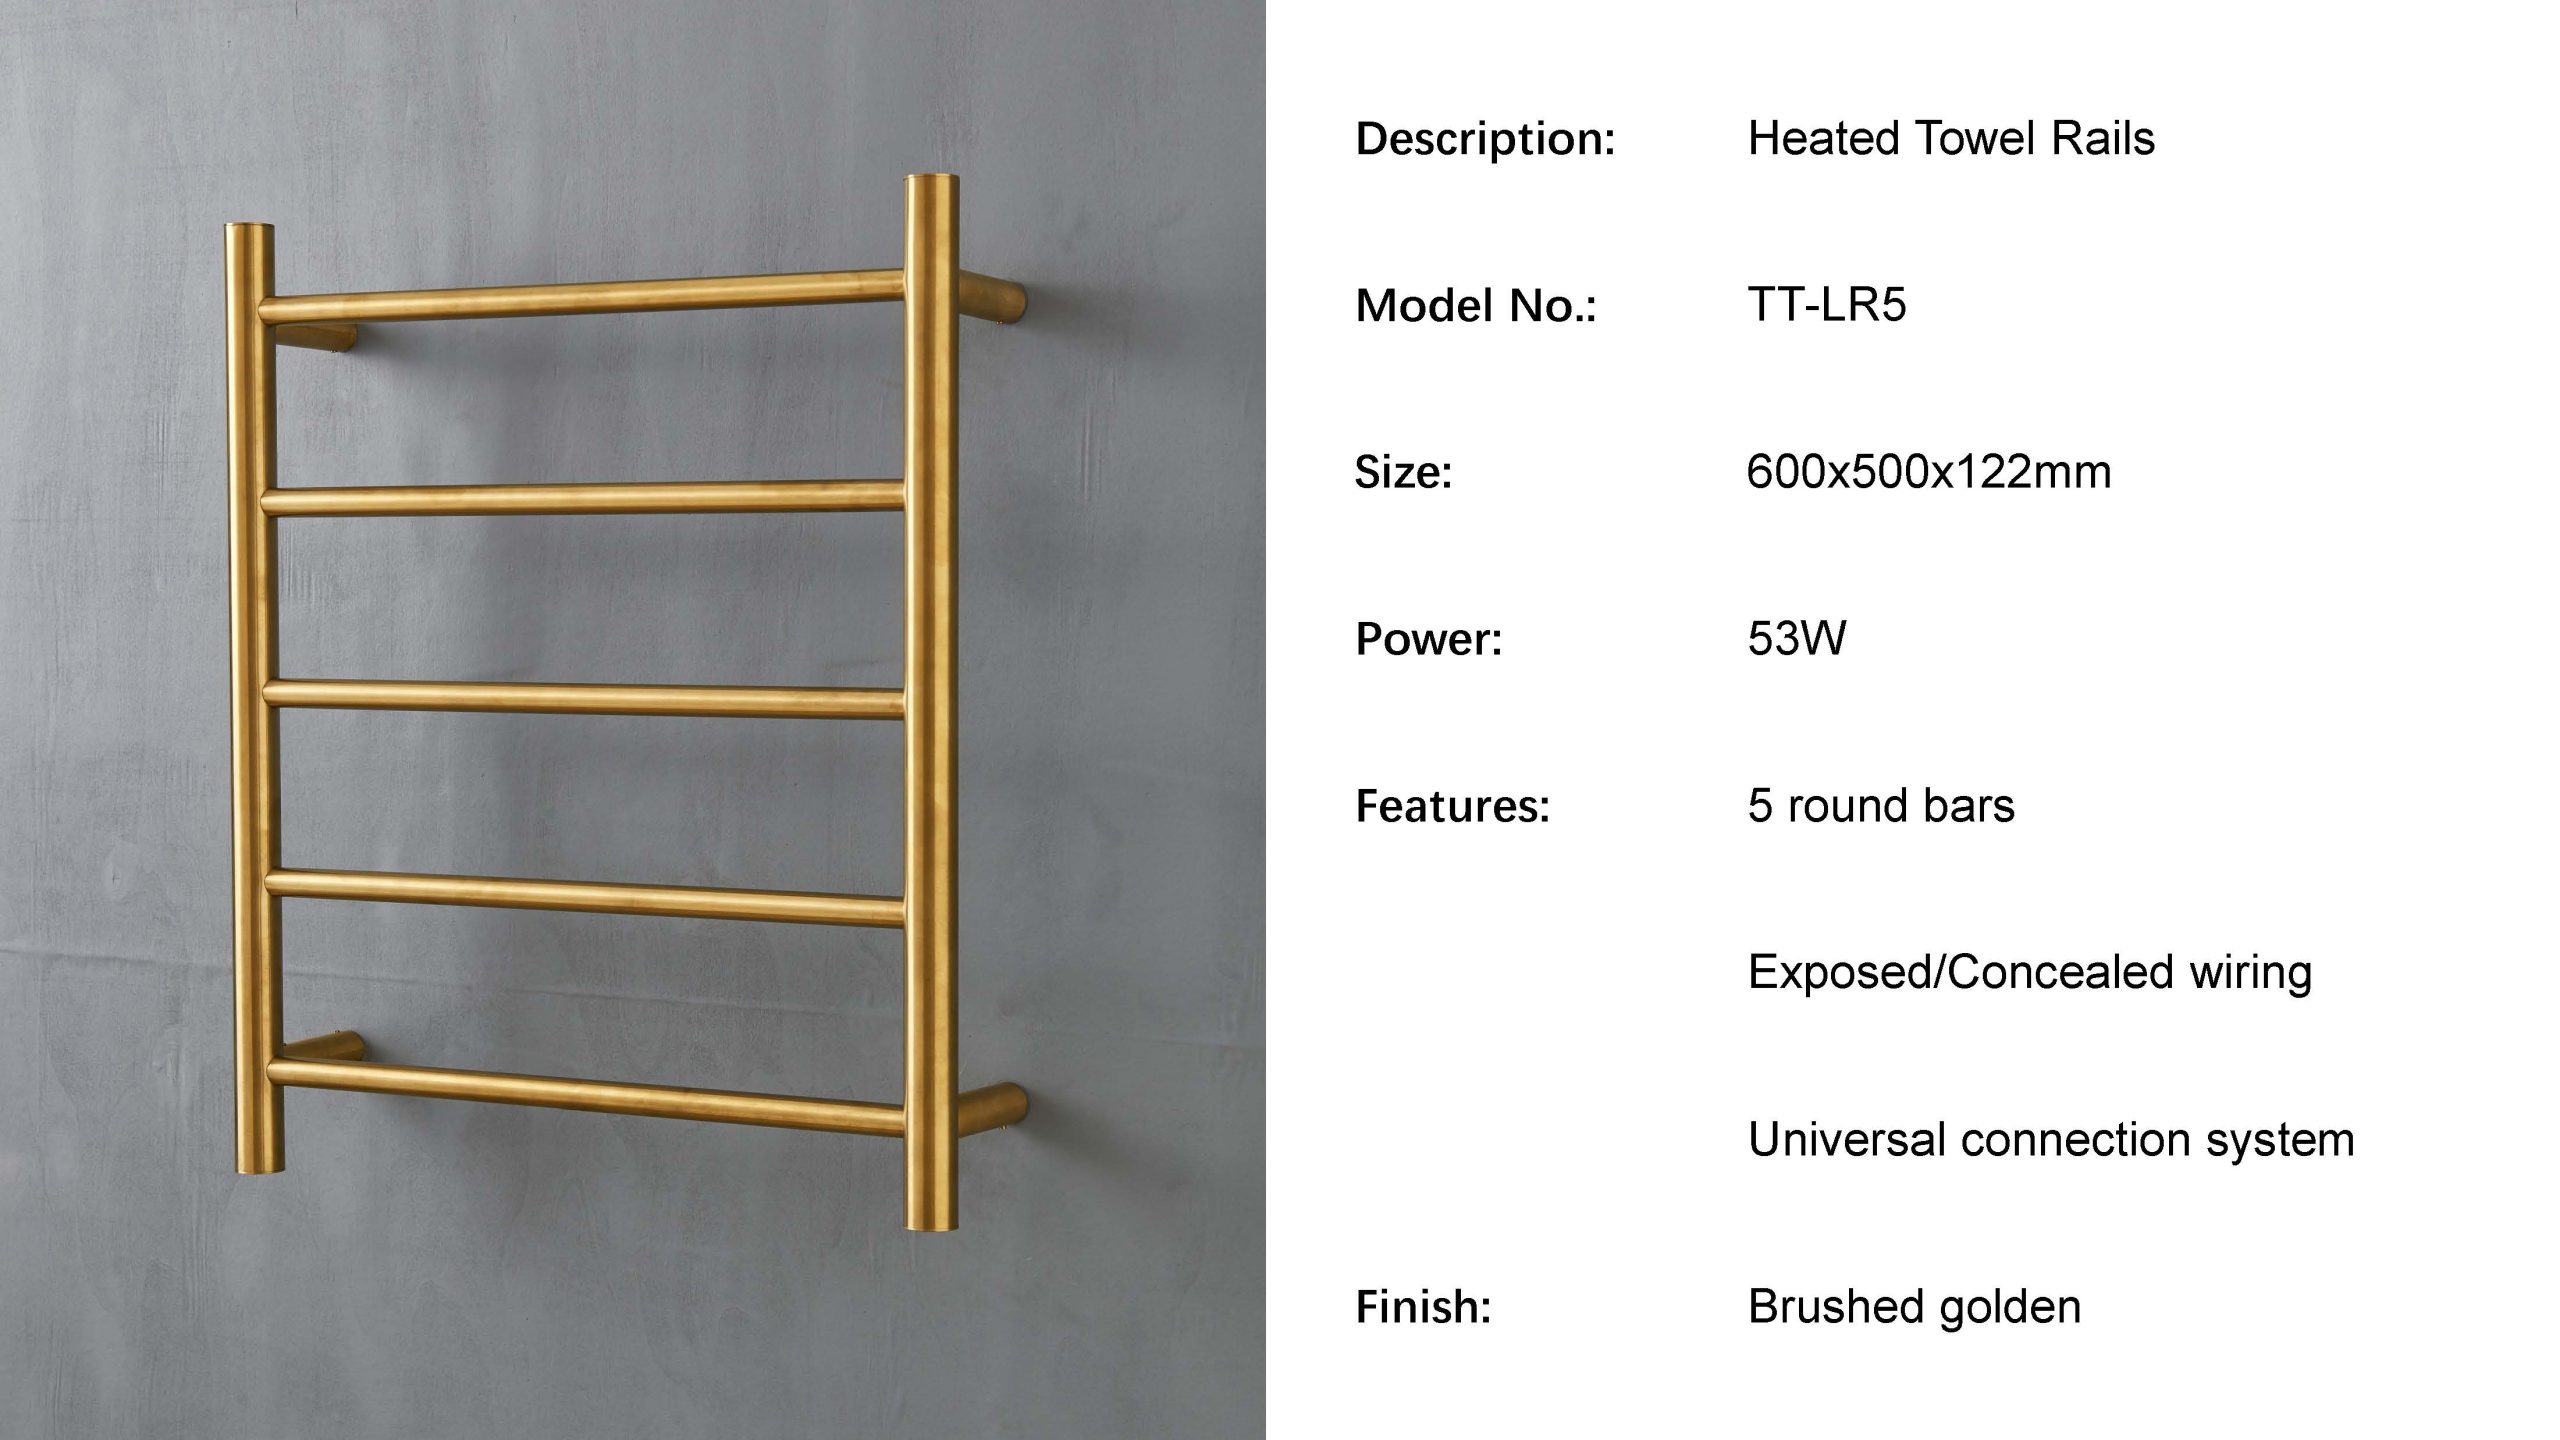 Description: Heated Towel Rails
Model No.: TT-LR5
Size: 600x500x122mm
Power: 53W
Features: 5 round bars
Exposed/Concealed wiring
Universal connection system
Finish: Brushed golden